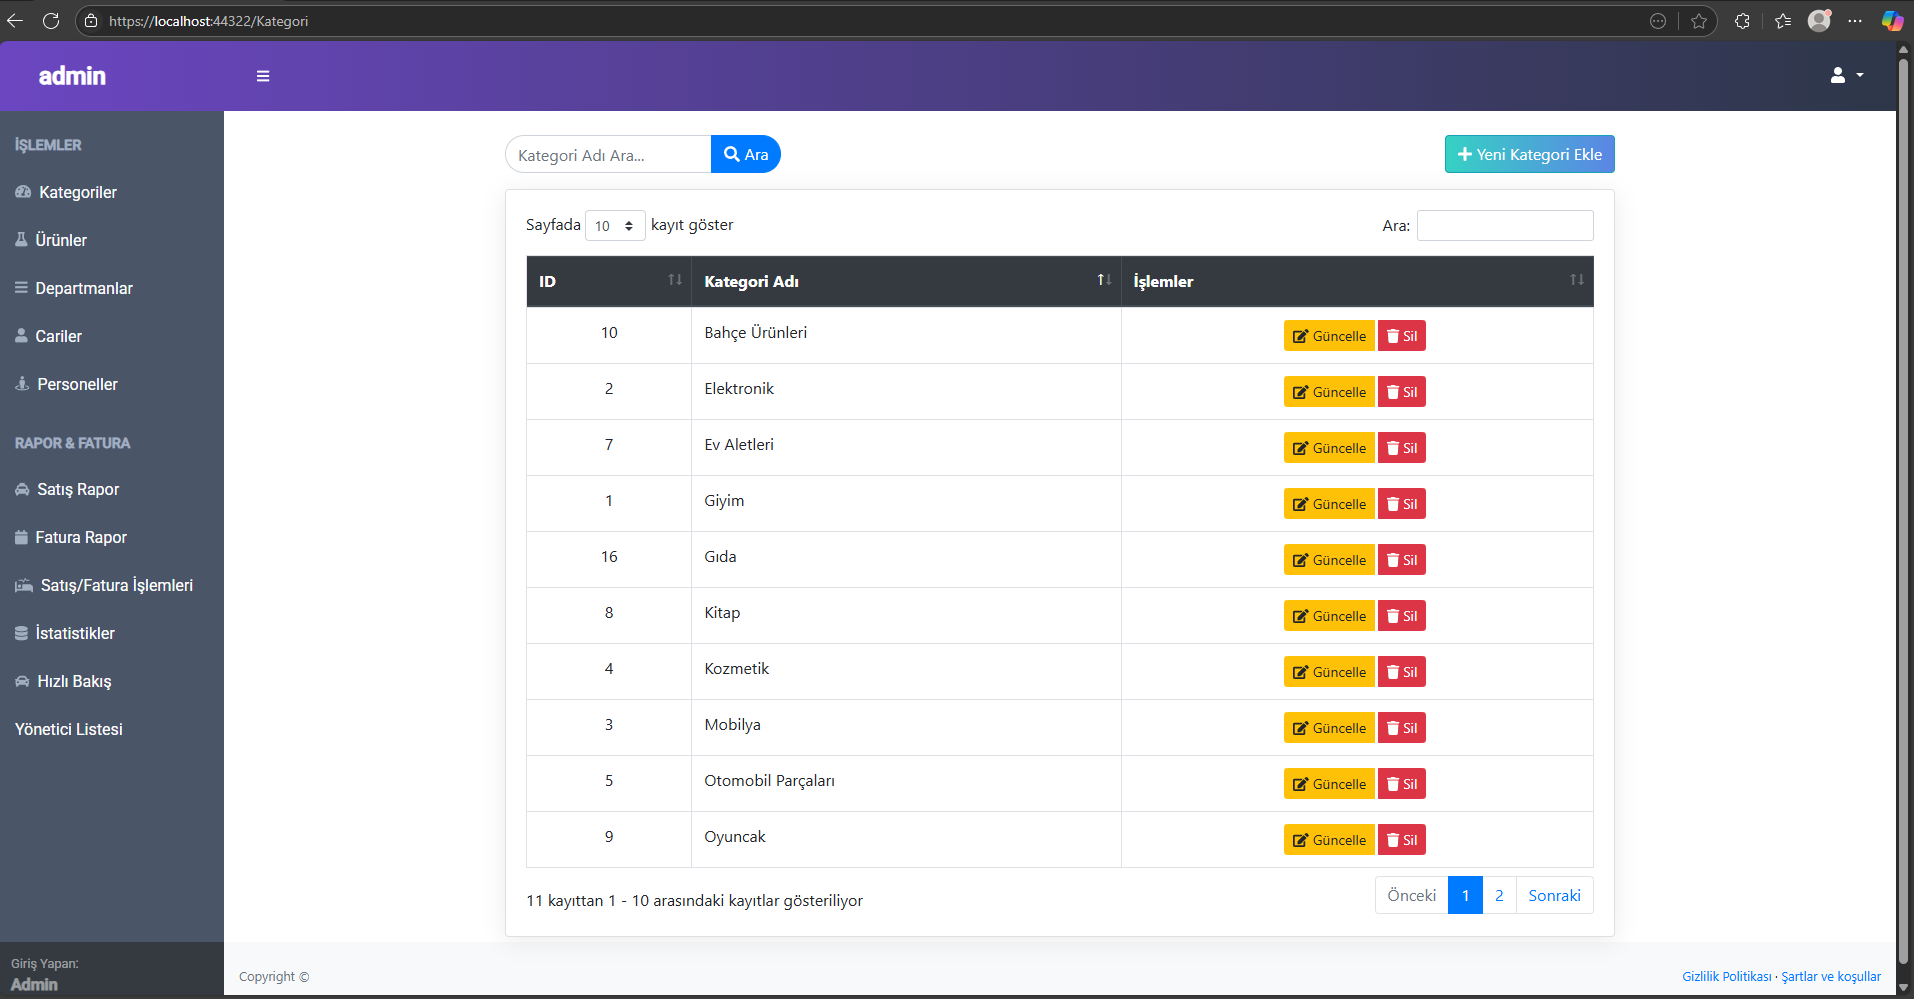 https://localhost:44322/Kategori
admin
İŞLEMLER
Kategoriler
Ürünler
Departmanlar
Cariler
Personeller
RAPOR & FATURA
Satış Rapor
Fatura Rapor
Satış/Fatura İşlemleri
İstatistikler
Hızlı Bakış
Yönetici Listesi
Giriş Yapan:
Admin
Kategori Adı Ara... Ara
Yeni Kategori Ekle
Sayfada 10 kayıt göster Ara:
ID Kategori Adı İşlemler
10 Bahçe Ürünleri Güncelle Sil
2 Elektronik Güncelle Sil
7 Ev Aletleri Güncelle Sil
1 Giyim Güncelle Sil
16 Gıda Güncelle Sil
8 Kitap Güncelle Sil
4 Kozmetik Güncelle Sil
3 Mobilya Güncelle Sil
5 Otomobil Parçaları Güncelle Sil
9 Oyuncak Güncelle Sil
11 kayıttan 1 - 10 arasındaki kayıtlar gösteriliyor Önceki 1 2 Sonraki
Copyright © Gizlilik Politikası · Şartlar ve koşullar